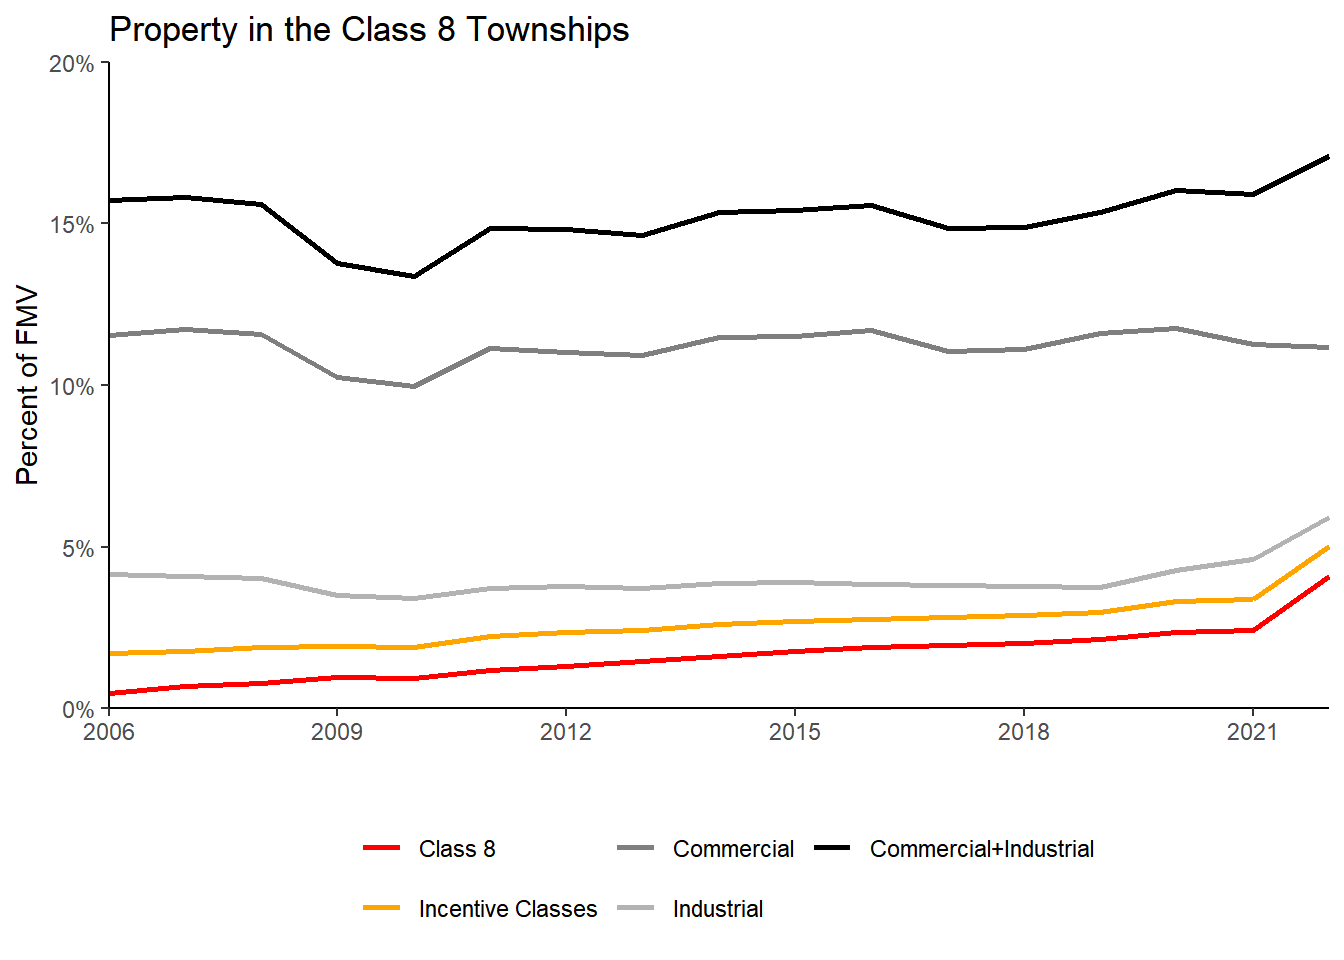 Property in the Class 8 Townships
20%
15%
10%
5%
0%
Percent of FMV
2006 2009 2012 2015 2018 2021
Class 8 Commercial Commercial+Industrial
Incentive Classes Industrial